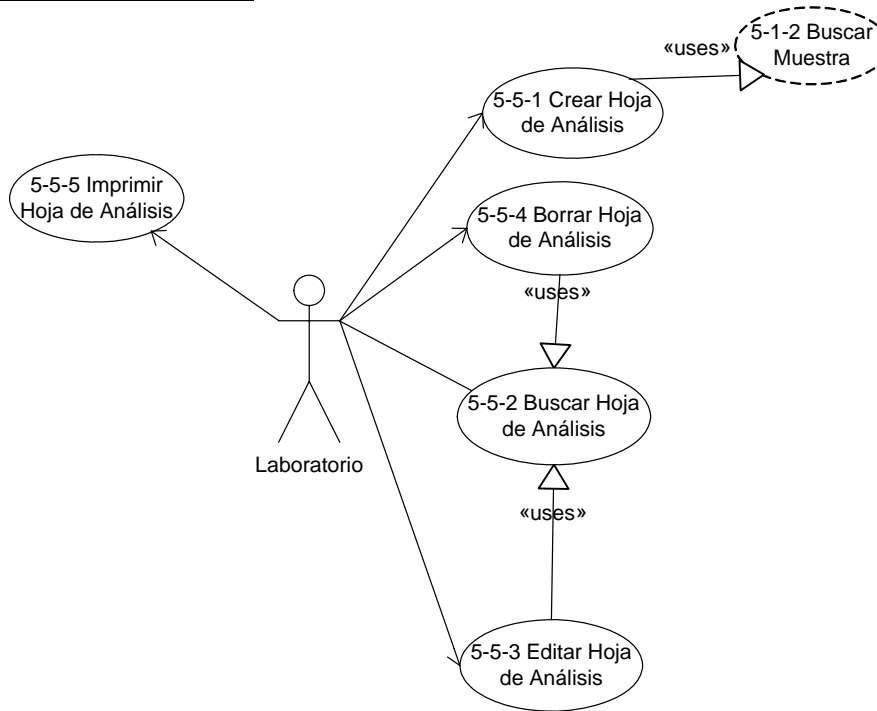 5-1-2 Buscar
Muestra
«uses»
5-5-1 Crear Hoja
de Análisis
5-5-5 Imprimir
Hoja de Análisis
5-5-4 Borrar Hoja
de Análisis
«uses»
5-5-2 Buscar Hoja
de Análisis
Laboratorio
«uses»
5-5-3 Editar Hoja
de Análisis